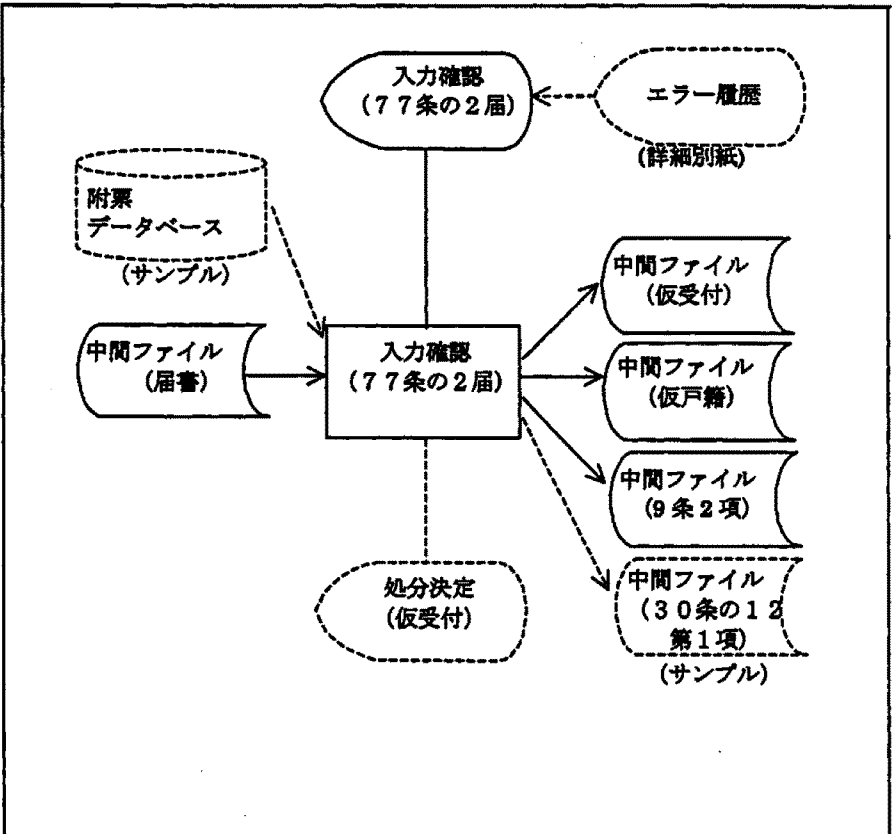 入力確認
(77条の2届)
エラー履歴
(詳細別紙)
附票
データベース
(サンプル)
中間ファイル
(仮受付)
中間ファイル
(届書)
入力確認
(77条の2届)
中間ファイル
(仮戸籍)
中間ファイル
(9条2項)
処分決定
(仮受付)
中間ファイル
(30条の12
第1項)
(サンプル)